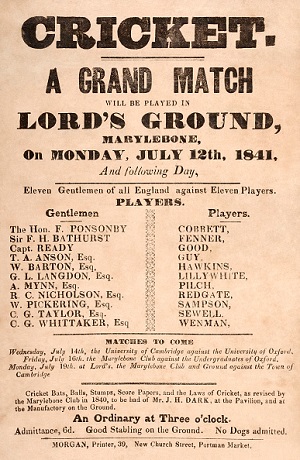 CRICKET.
A GRAND MATCH
WILL BE PLAYED IN
LORD'S GROUND,
MARYLEBONE,
On MONDAY, JULY 12th, 1841,
And following Day,
Eleven Gentlemen of all England against Eleven Players.
PLAYERS.
Gentlemen Players.
The Hon. F. PONSONBY CORBETT,
Sir F. H. BATHURST FENNER,
Capt. READY GOOD,
T. A. ANSON, Esq. GUY,
W. BARTON, Esq. HAWKINS,
G. L. LANGDON, Esq. LILLYWHITE,
A. MYNN, Esq. PILCH,
R. C. NICHOLSON, Esq. REDGATE,
W. PICKERING, Esq. SAMPSON,
C. G. TAYLOR, Esq. SEWELL,
C. G. WHITTAKER, Esq WENMAN,
MATCHES TO COME
Wednesday, July 14th, the University of Cambridge against the University of Oxford.
Friday, July 16th, the Marylebone Club against the Undergraduates of Oxford.
Monday, July 19th, at Lord's, the Marylebone Club and Ground against the Town of
Cambridge
Cricket Bats, Balls, Stumps, Score Papers, and the Laws of Cricket, as revised by
the Marylebone Club in 1840, to be had of Mr. J. H. DARK, at the Pavilion, and at
the Manufactory on the Ground.
An Ordinary at Three o'clock.
Admittance, 6d. Good Stabling on the Ground. No Dogs admitted.
MORGAN, Printer, 39, New Church Street, Portman Market.